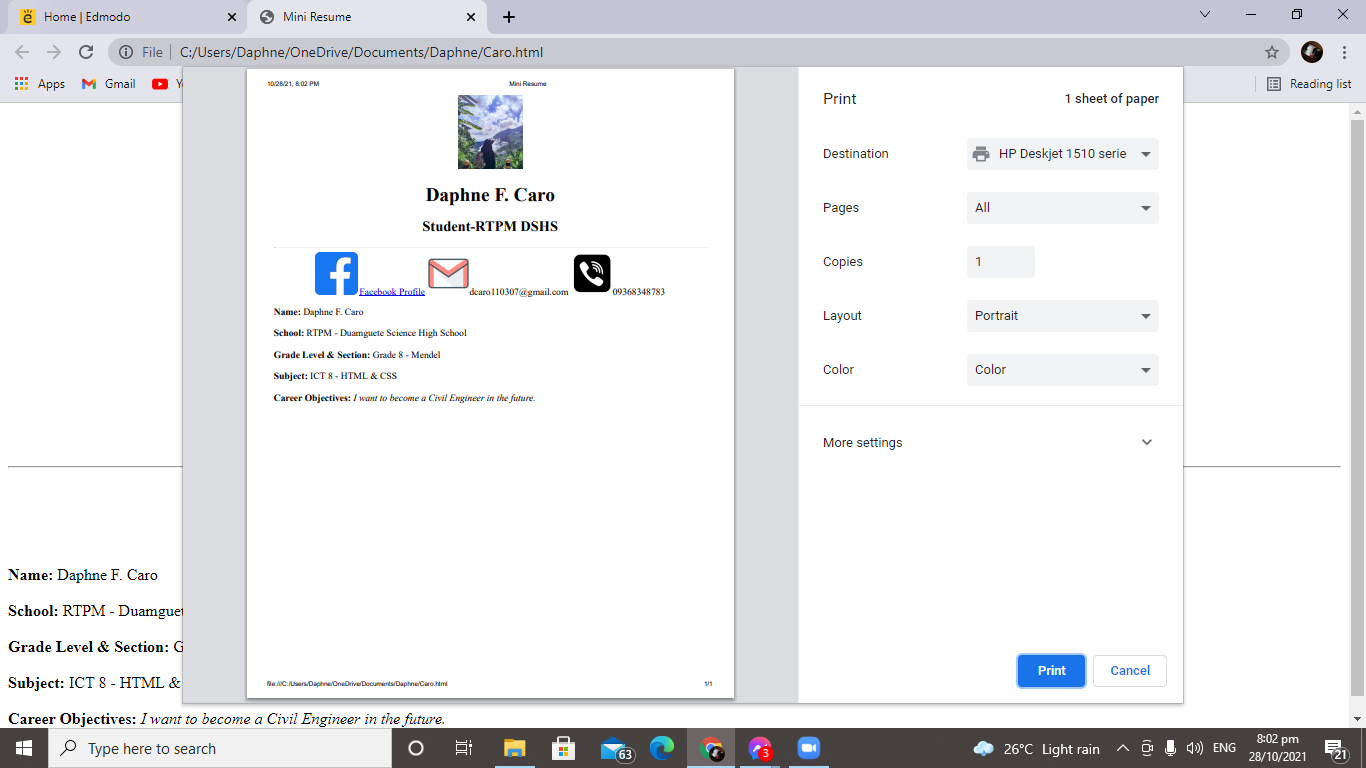 Home | Edmodo
Mini Resume
File
C:/Users/Daphne/OneDrive/Documents/Daphne/Caro.html
Apps
Gmail
Reading list
10/28/21, 8:02 PM
Mini Resume
Daphne F. Caro
Student-RTPM DSHS
Facebook Profile dcaro110307@gmail.com 09368348783
Name: Daphne F. Caro
School: RTPM - Duamguete Science High School
Grade Level & Section: Grade 8 - Mendel
Subject: ICT 8 - HTML & CSS
Career Objectives: I want to become a Civil Engineer in the future.
file:///C:/Users/Daphne/OneDrive/Documents/Daphne/Caro.html
1/1
Print
1 sheet of paper
Destination
HP Deskjet 1510 serie
Pages
All
Copies
1
Layout
Portrait
Color
Color
More settings
Print
Cancel
Name: Daphne F. Caro
School: RTPM - Duamguete
Grade Level & Section: G
Subject: ICT 8 - HTML &
Career Objectives: I want to become a Civil Engineer in the future.
Type here to search
63
3
26°C Light rain
ENG
8:02 pm
28/10/2021
21